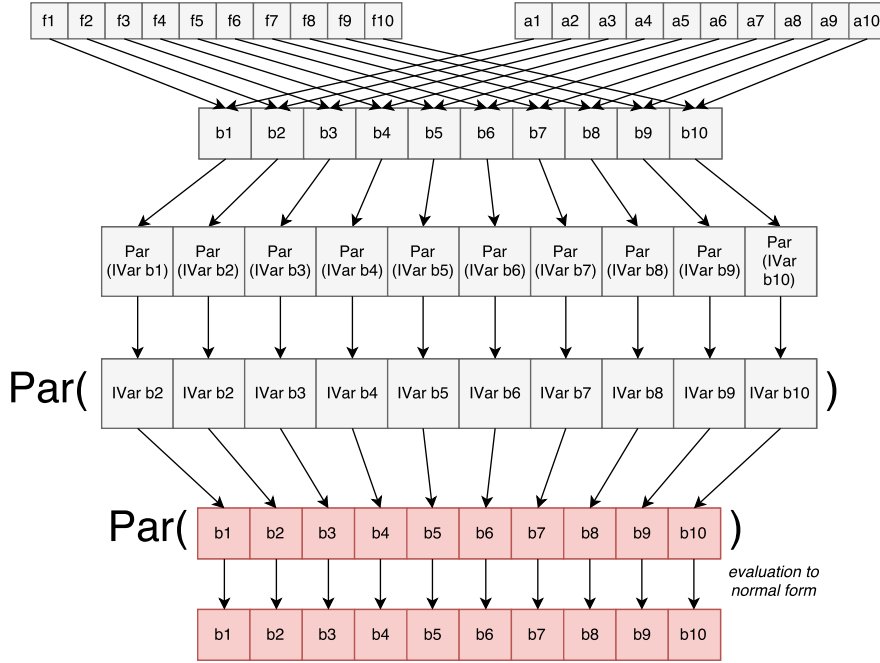 f1 f2 f3 f4 f5 f6 f7 f8 f9 f10 a1 a2 a3 a4 a5 a6 a7 a8 a9 a10
b1 b2 b3 b4 b5 b6 b7 b8 b9 b10
Par Par Par Par Par Par Par Par Par Par
(IVar b1) (IVar b2) (IVar b3) (IVar b4) (IVar b5) (IVar b6) (IVar b7) (IVar b8) (IVar b9) (IVar
b10)
Par( IVar b2 IVar b2 IVar b3 IVar b4 IVar b5 IVar b6 IVar b7 IVar b8 IVar b9 IVar b10 )
Par( b1 b2 b3 b4 b5 b6 b7 b8 b9 b10 )
evaluation to
normal form
b1 b2 b3 b4 b5 b6 b7 b8 b9 b10